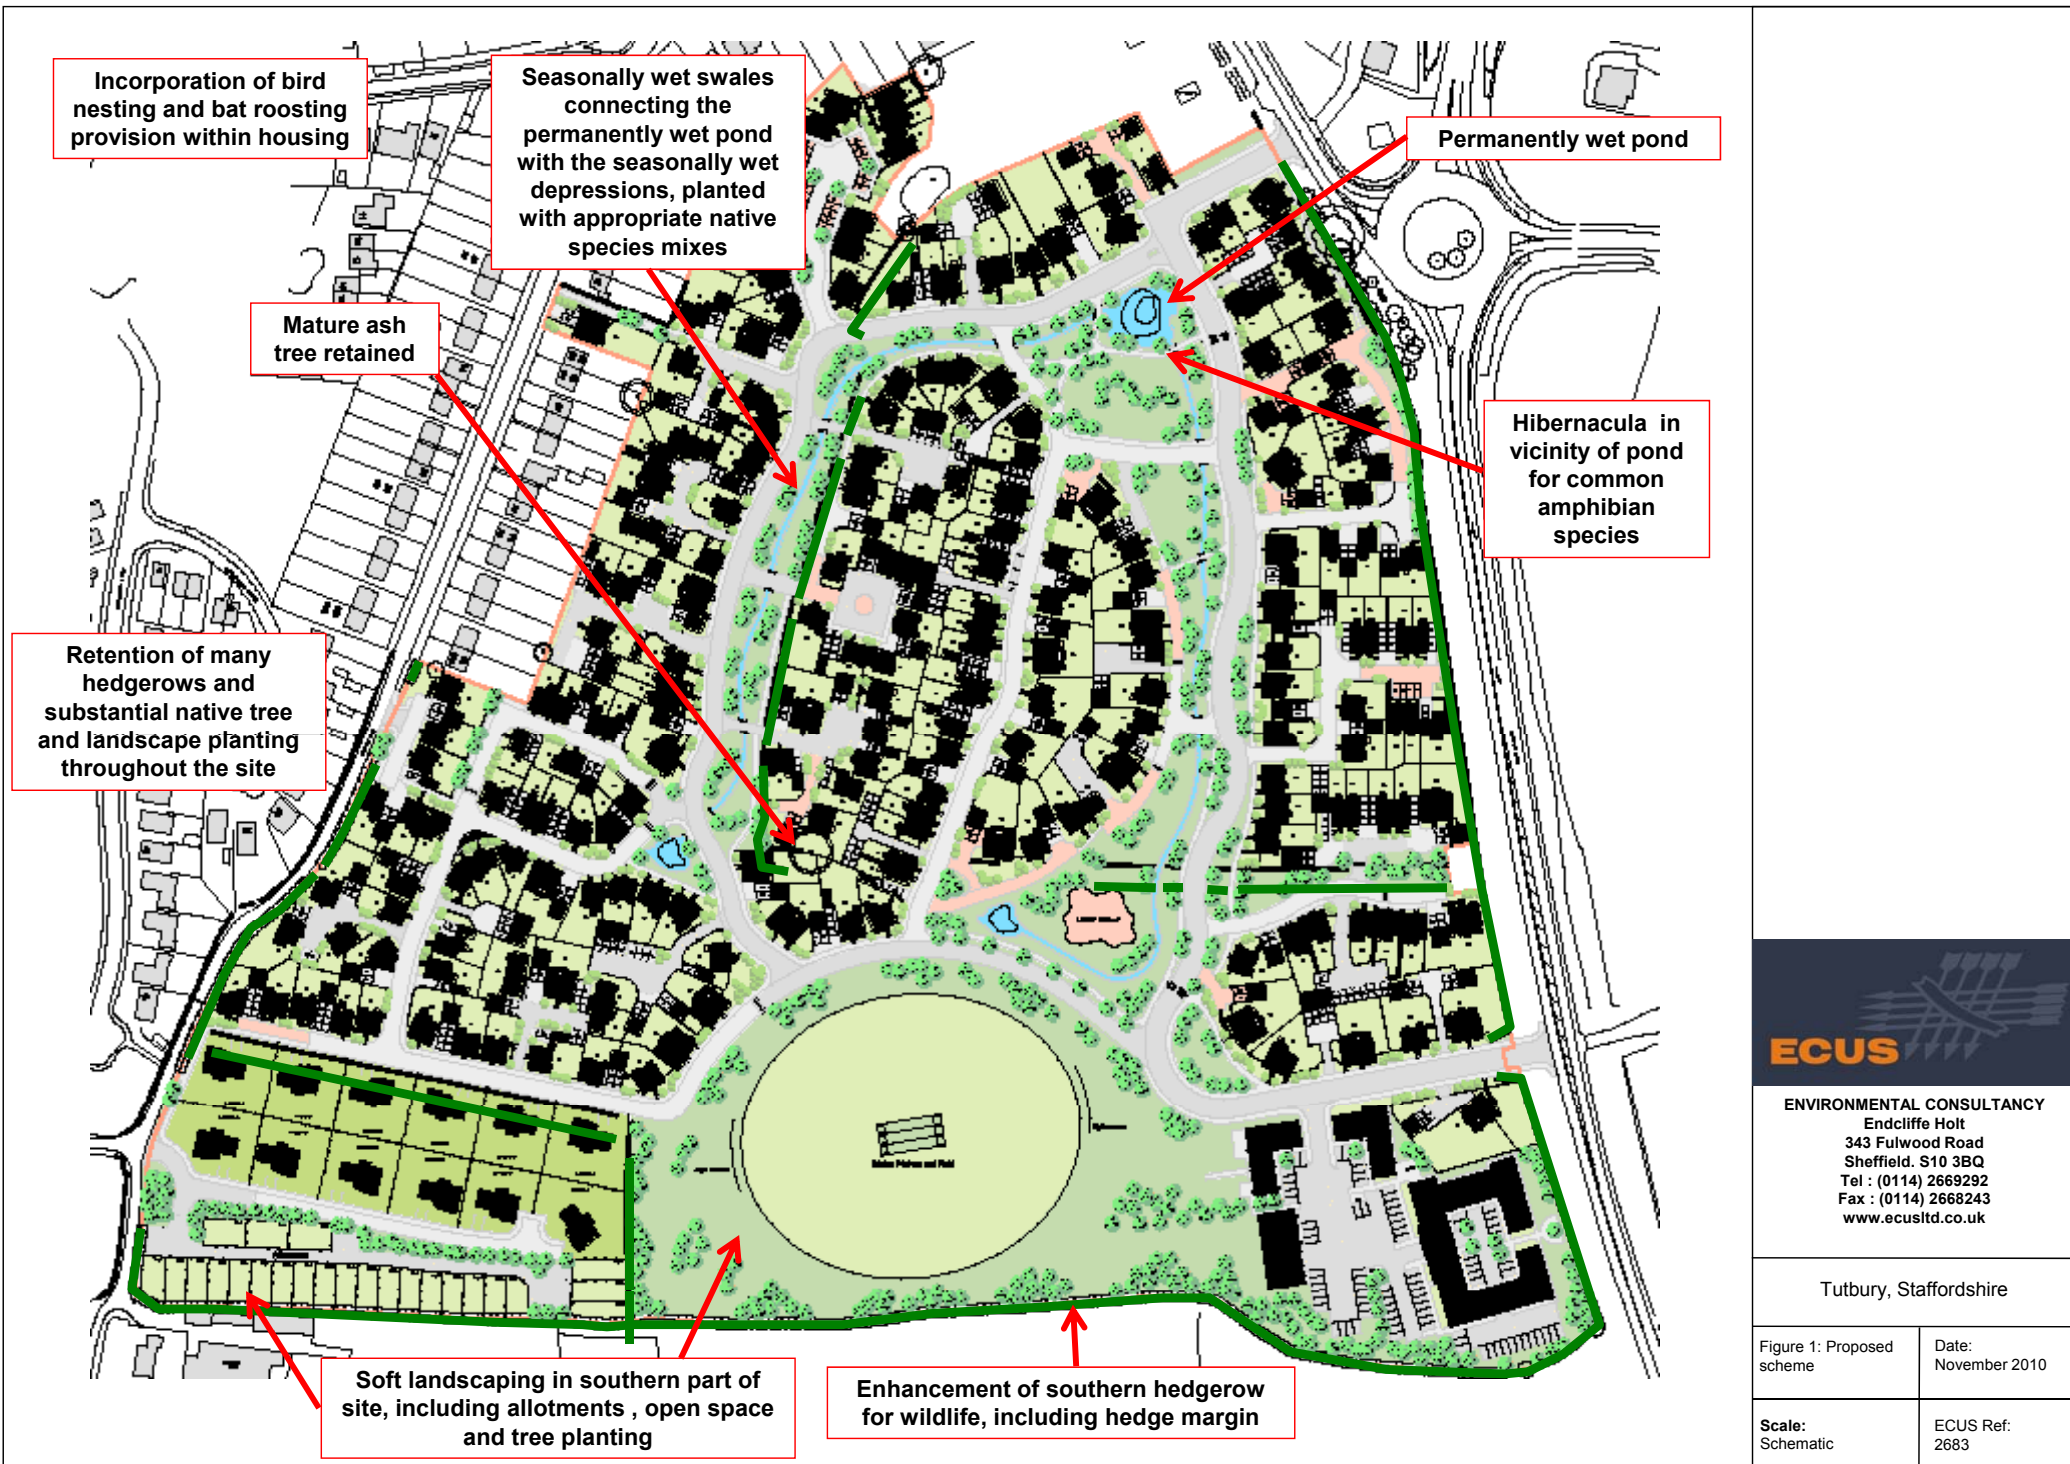 Incorporation of bird
nesting and bat roosting
provision within housing
Seasonally wet swales
connecting the
permanently wet pond
with the seasonally wet
depressions, planted
with appropriate native
species mixes
Permanently wet pond
Mature ash
tree retained
Hibernacula in
vicinity of pond
for common
amphibian
species
Retention of many
hedgerows and
substantial native tree
and landscape planting
throughout the site
Soft landscaping in southern part of
site, including allotments , open space
and tree planting
Enhancement of southern hedgerow
for wildlife, including hedge margin
ECUS
ENVIRONMENTAL CONSULTANCY
Endcliffe Holt
343 Fulwood Road
Sheffield. S10 3BQ
Tel : (0114) 2669292
Fax : (0114) 2668243
www.ecusltd.co.uk
Tutbury, Staffordshire
Figure 1: Proposed
scheme
Date:
November 2010
Scale:
Schematic
ECUS Ref:
2683